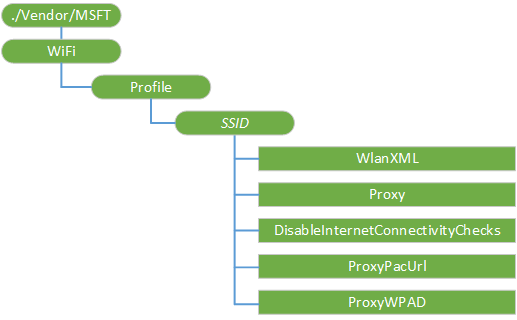 ./Vendor/MSFT
WiFi
Profile
SSID
WlanXML
Proxy
DisableInternetConnectivityChecks
ProxyPacUrl
ProxyWPAD